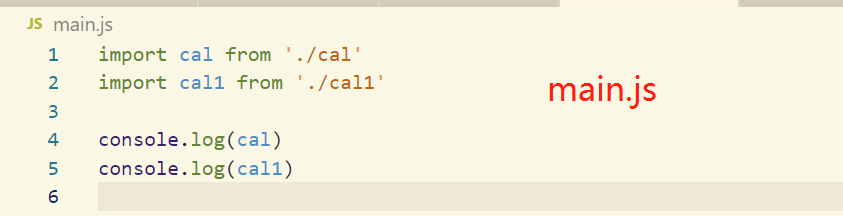 JS main.js
1 import cal from './cal'
2 import cal1 from './cal1'
main.js
3
4 console.log(cal)
5 console.log(cal1)
6